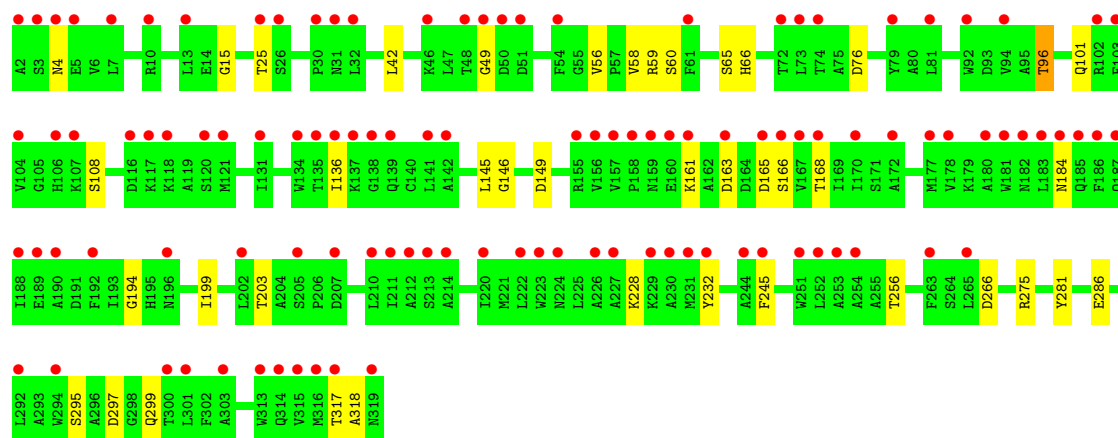 A2 S3 N4 E5 V6 L7 R10 L13 E14 G15 T25 S26 P30 N31 L32 L42 K46 L47 T48 G49 D50 D51 F54 G55 V56 P57 V58 R59 S60 F61 S65 H66 T72 L73 T74 A75 D76 Y79 A80 L81 W92 D93 V94 A95 T96 Q101 R102
V104 G105 H106 K107 S108 D116 K117 K118 A119 S120 M121 I131 W134 T135 I136 K137 G138 Q139 C140 L141 A142 L145 G146 D149 R155 V156 V157 P158 N159 E160 K161 A162 D163 D164 D165 S166 V167 T168 I169 I170 S171 A172 M177 V178 K179 A180 W181 N182 L183 N184 Q185 F186 Q187
I188 E189 A190 D191 F192 I193 G194 H195 N196 I199 L202 T203 A204 S205 P206 D207 L210 I211 A212 S213 A214 I220 M221 L222 W223 N224 L225 A226 A227 K228 K229 A230 M231 Y232 A244 F245 W251 L252 A253 A254 A255 T256 F263 S264 L265 D266 R275 Y281 E286
L292 A293 W294 S295 A296 D297 G298 Q299 T300 L301 F302 A303 W313 Q314 V315 M316 T317 A318 N319